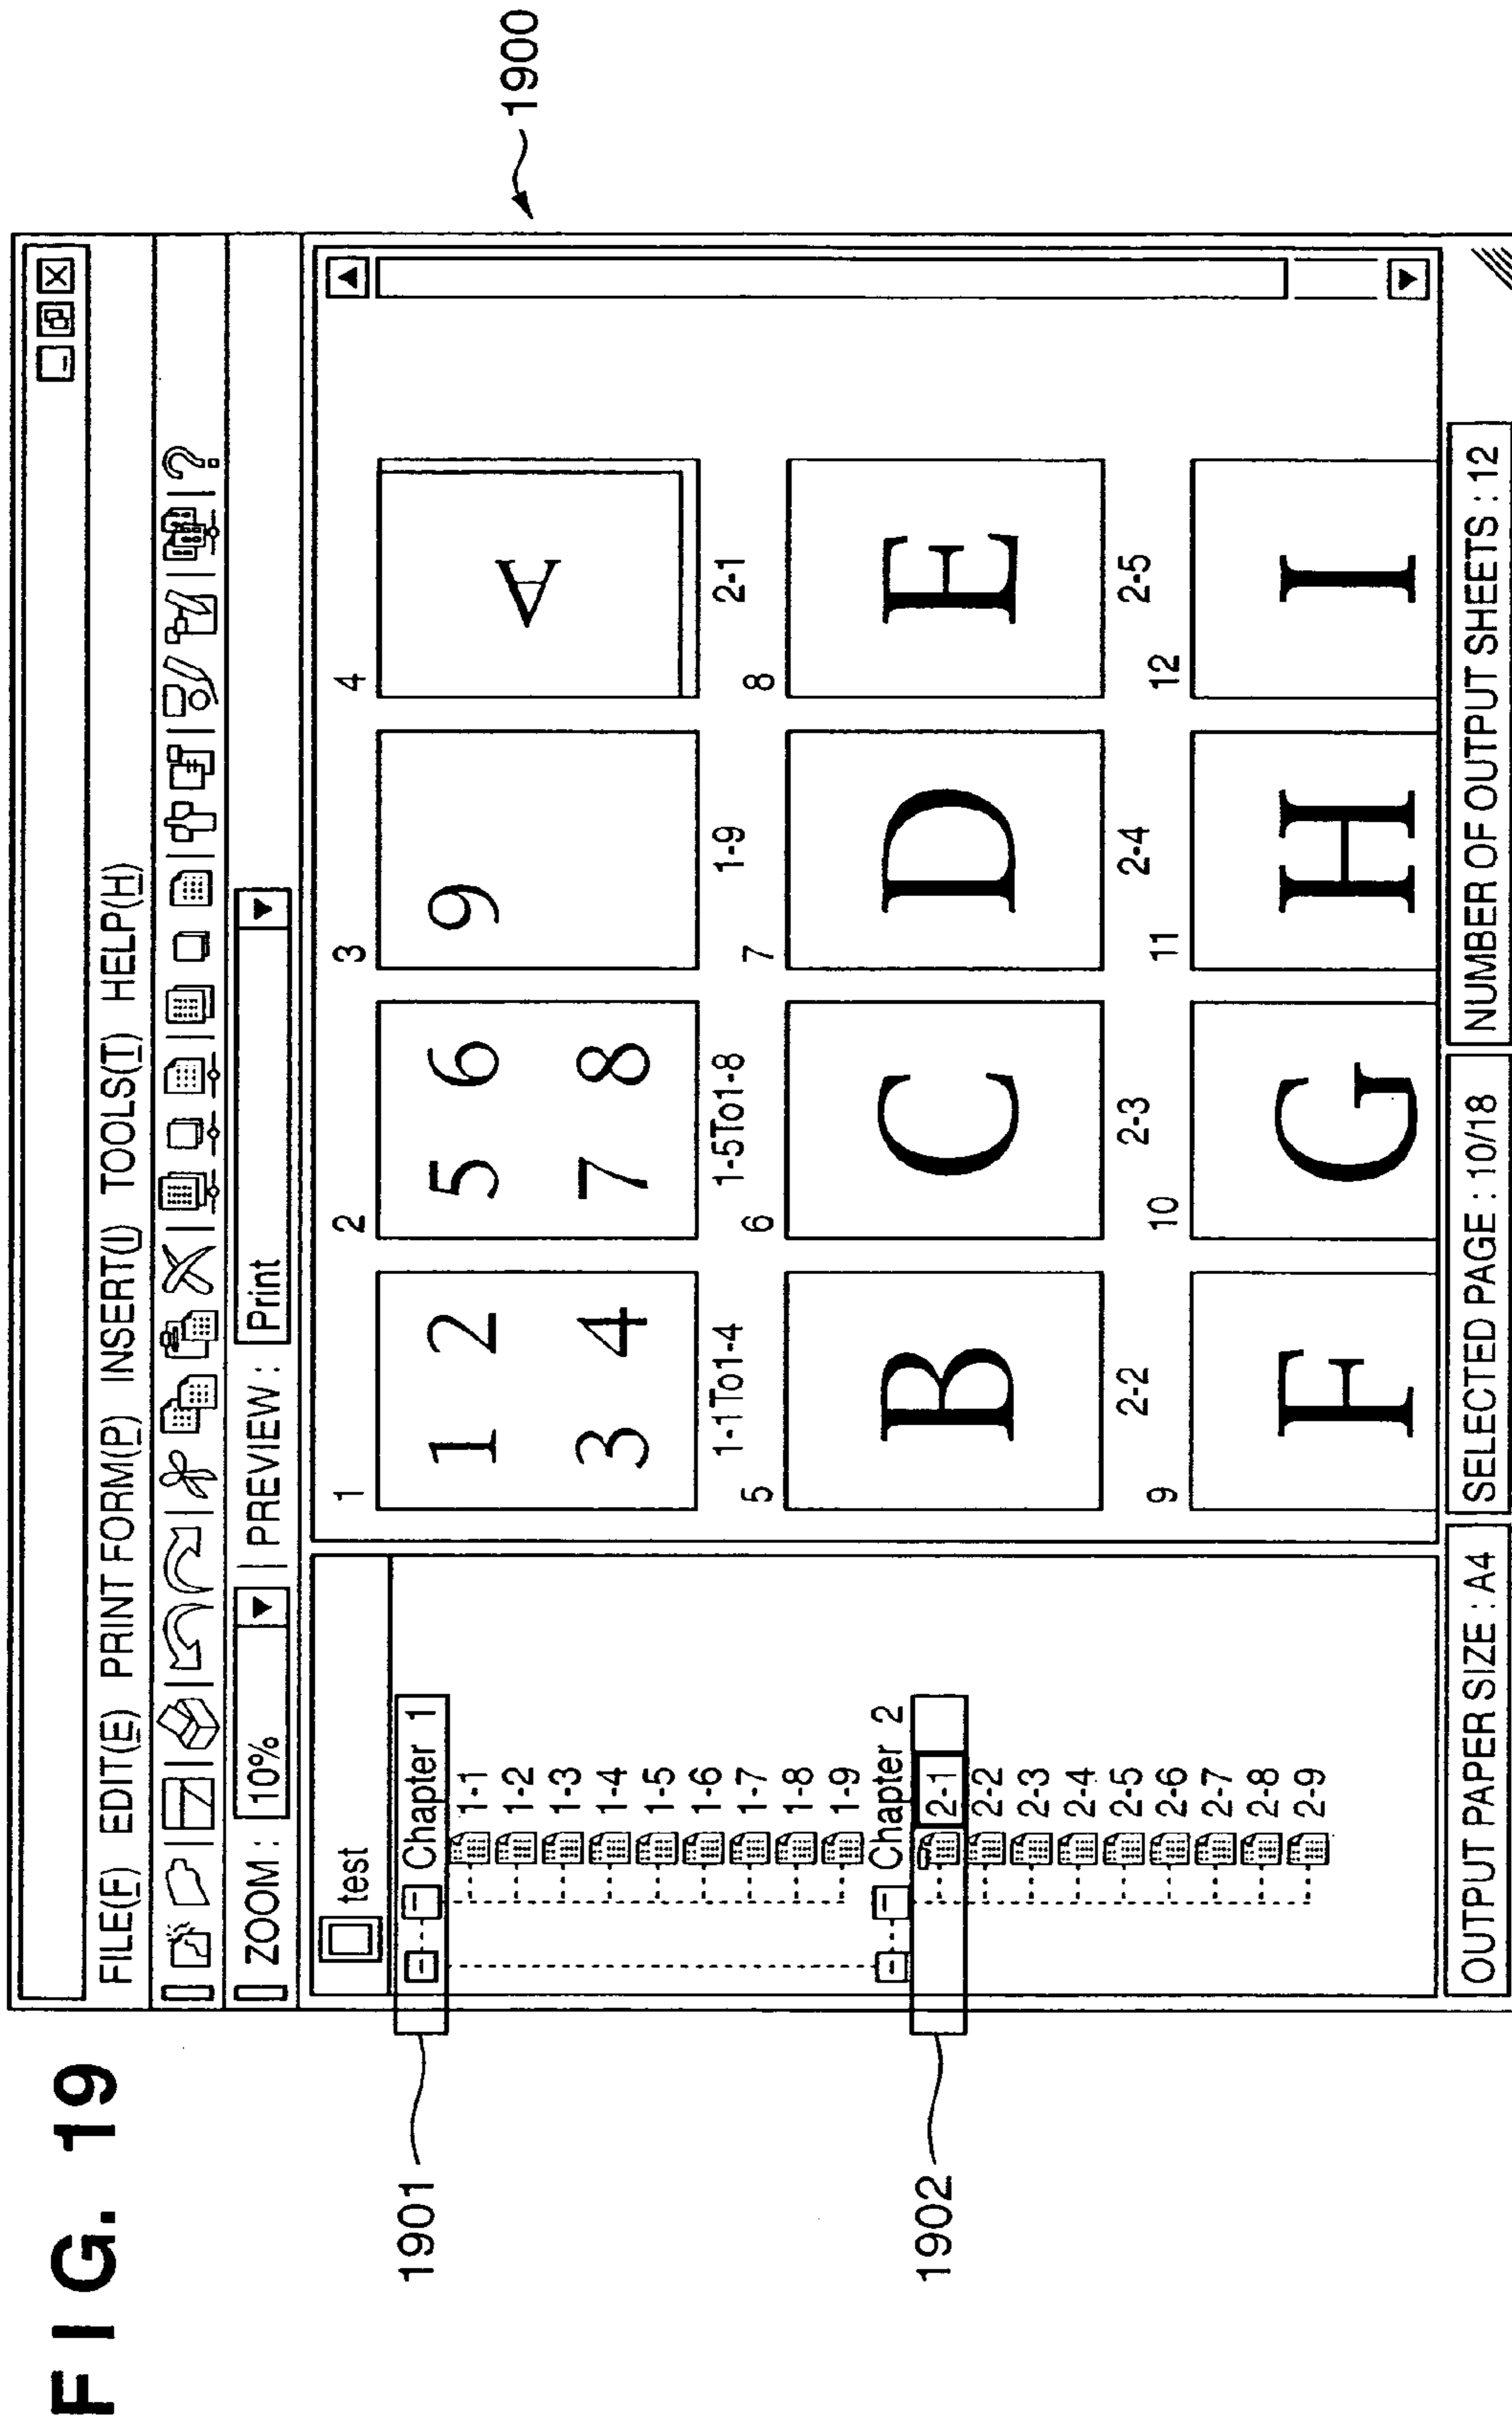 FIG. 19
1900
FILE(F) EDIT(E) PRINT FORM(P) INSERT(I) TOOLS(T) HELP(H)
ZOOM : 10% PREVIEW : Print
test
1901
Chapter 1
1-1
1-2
1-3
1-4
1-5
1-6
1-7
1-8
1-9
Chapter 2
1902
2-1
2-2
2-3
2-4
2-5
2-6
2-7
2-8
2-9
1 2 3 4
1 2 5 6 9 A
3 4 7 8
1-1To1-4 1-5To1-8 1-9 2-1
5 6 7 8
B C D E
2-2 2-3 2-4 2-5
9 10 11 12
F G H I
OUTPUT PAPER SIZE : A4 SELECTED PAGE : 10/18 NUMBER OF OUTPUT SHEETS : 12